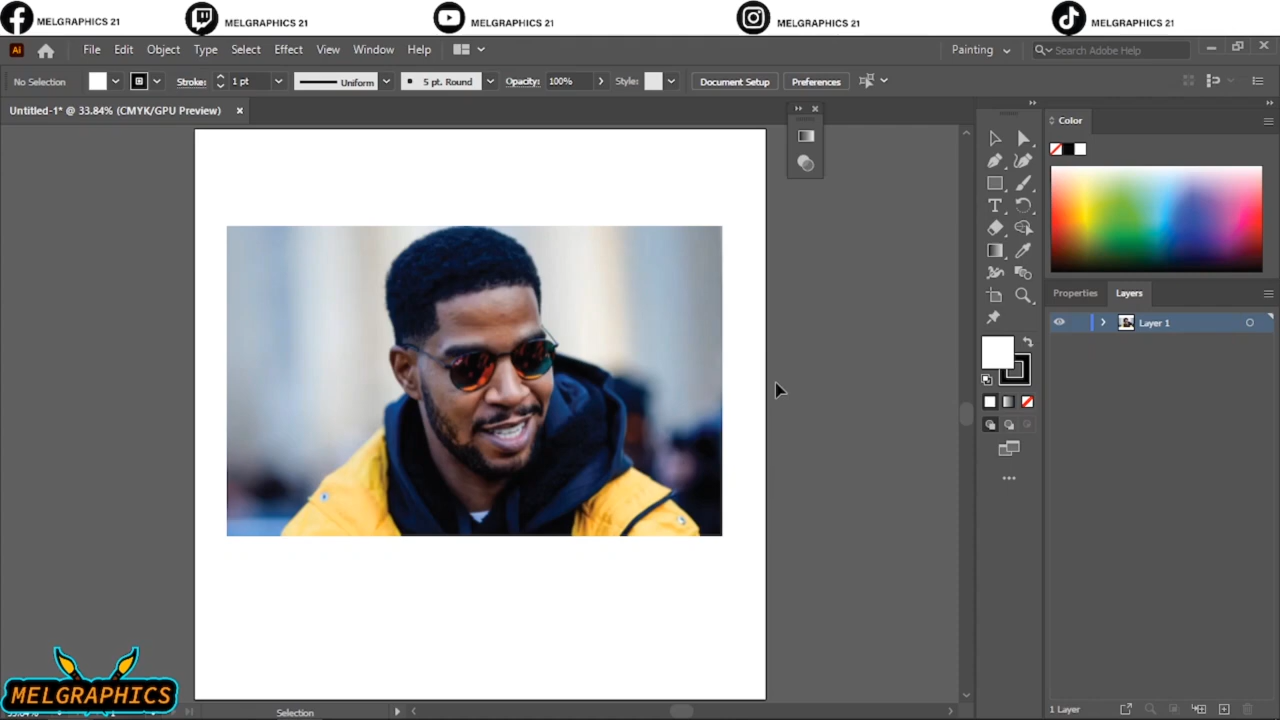 MELGRAPHICS 21
MELGRAPHICS 21
MELGRAPHICS 21
MELGRAPHICS 21
MELGRAPHICS 21
Ai File Edit Object Type Select Effect View Window Help Painting Search Adobe Help
No Selection Stroke: 1 pt Uniform 5 pt. Round Opacity: 100% Style: Document Setup Preferences
Untitled-1* @ 33.84% (CMYK/GPU Preview)
Color
Properties Layers
Layer 1
MELGRAPHICS
Selection
1 Layer